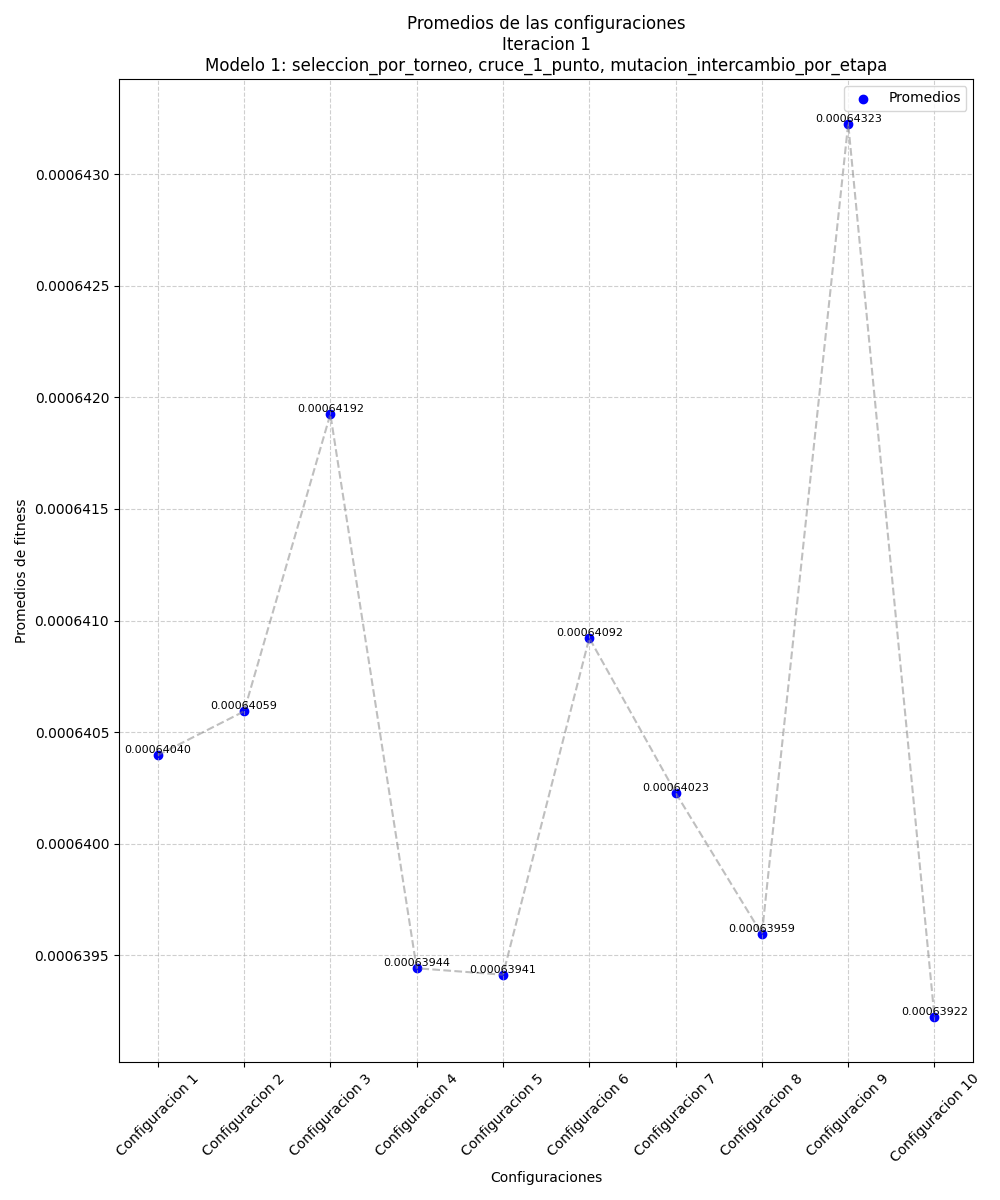 Promedios de las configuraciones
Iteracion 1
Modelo 1: seleccion_por_torneo, cruce_1_punto, mutacion_intercambio_por_etapa
Promedios
0.00064323
0.0006430
0.0006425
0.0006420
0.00064192
0.0006415
0.0006410
0.00064092
0.00064059
0.0006405
0.00064040
0.00064023
0.0006400
0.00063959
0.0006395
0.00063944
0.00063941
0.00063922
Promedios de fitness
Configuracion 1
Configuracion 2
Configuracion 3
Configuracion 4
Configuracion 5
Configuracion 6
Configuracion 7
Configuracion 8
Configuracion 9
Configuracion 10
Configuraciones